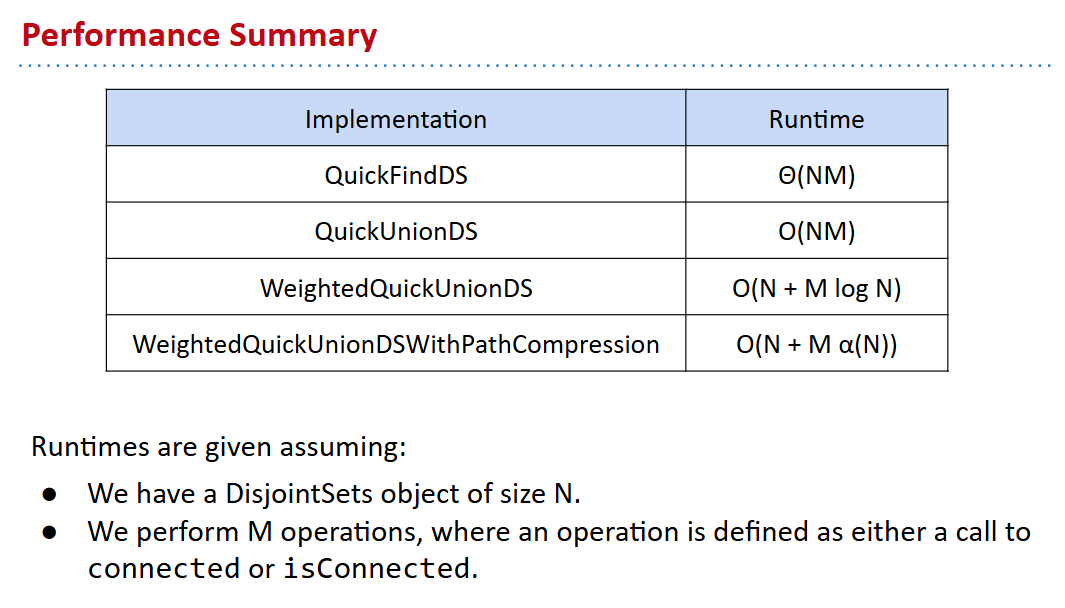 Performance Summary
Implementation Runtime
QuickFindDS Θ(NM)
QuickUnionDS O(NM)
WeightedQuickUnionDS O(N + M log N)
WeightedQuickUnionDSWithPathCompression O(N + M α(N))
Runtimes are given assuming:
● We have a DisjointSets object of size N.
● We perform M operations, where an operation is defined as either a call to
connected or isConnected.